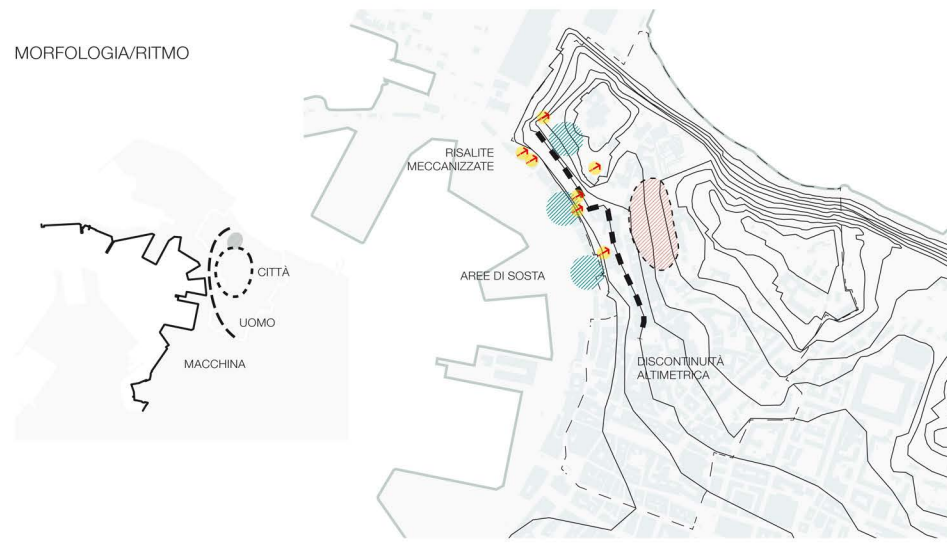 MORFOLOGIA/RITMO
RISALITE
MECCANIZZATE
AREE DI SOSTA
CITTÀ
UOMO
MACCHINA
DISCONTINUITÀ
ALTIMETRICA